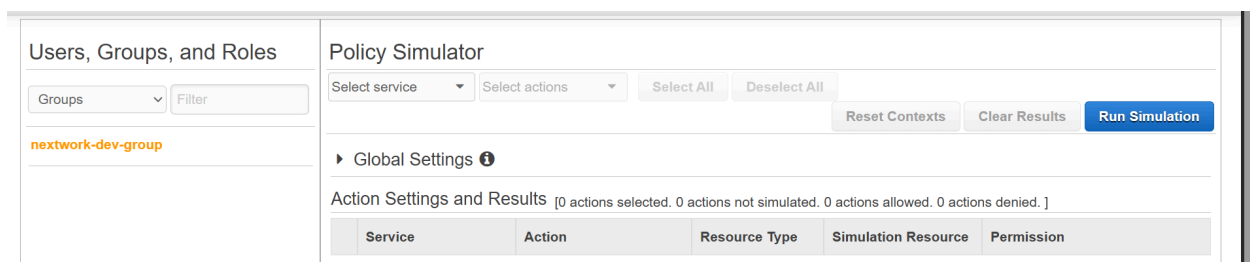 Users, Groups, and Roles
Groups Filter
nextwork-dev-group
Policy Simulator
Select service Select actions Select All Deselect All
Reset Contexts Clear Results Run Simulation
Global Settings
Action Settings and Results [0 actions selected. 0 actions not simulated. 0 actions allowed. 0 actions denied. ]
Service Action Resource Type Simulation Resource Permission